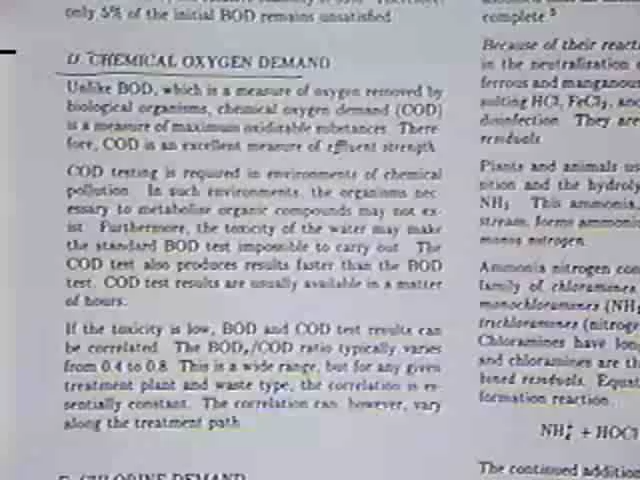 only 5% of the initial BOD remains unsatisfied.
D. CHEMICAL OXYGEN DEMAND
Unlike BOD, which is a measure of oxygen removed by
biological organisms, chemical oxygen demand (COD)
is a measure of maximum oxidizable substances. There
fore, COD is an excellent measure of effluent strength.
COD testing is required in environments of chemical
pollution. In such environments, the organisms nec
essary to metabolize organic compounds may not ex
ist. Furthermore, the toxicity of the water may make
the standard BOD test impossible to carry out. The
COD test also produces results faster than the BOD
test. COD test results are usually available in a matter
of hours.
If the toxicity is low, BOD and COD test results can
be correlated. The BOD₅/COD ratio typically varies
from 0.4 to 0.8. This is a wide range, but for any given
treatment plant and waste type, the correlation is es-
sentially constant. The correlation can, however, vary
along the treatment path.
CHLORINE DEMAND
complete.⁵
Because of their react
in the neutralization
ferrous and manganou
sulting HCl, FeCl₃, an
disinfection. They are
residuals.
Plants and animals us
and the hydroly
NH₃. This ammonia,
stream, forms ammoni
nitrogen.
Ammonia nitrogen con
family of chloramines
monochloramines (NH
trichloramines (nitroge
Chloramines have lon
and chloramines are th
residuals. Equa
formation reaction.
NH₄⁺ + HOCl
The continued addition